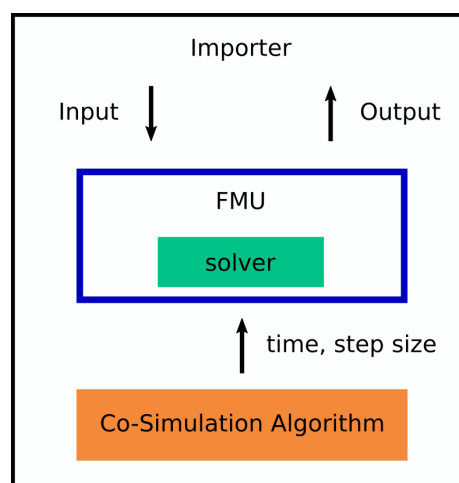 Importer
Input
Output
FMU
solver
time, step size
Co-Simulation Algorithm